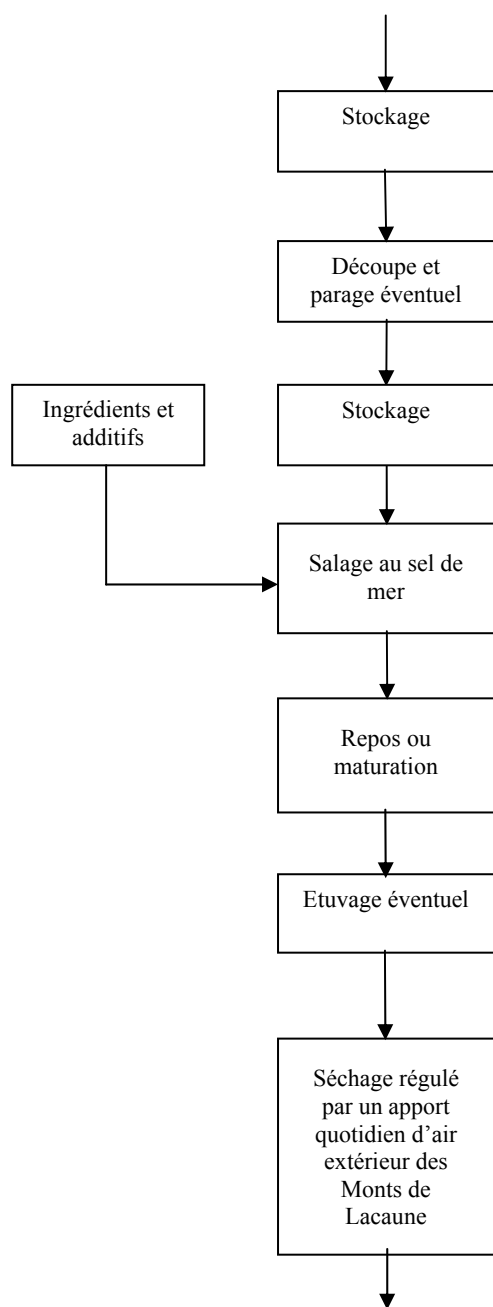 Stockage
Découpe et
parage éventuel
Ingrédients et
additifs
Stockage
Salage au sel de
mer
Repos ou
maturation
Etuvage éventuel
Séchage régulé
par un apport
quotidien d’air
extérieur des
Monts de
Lacaune